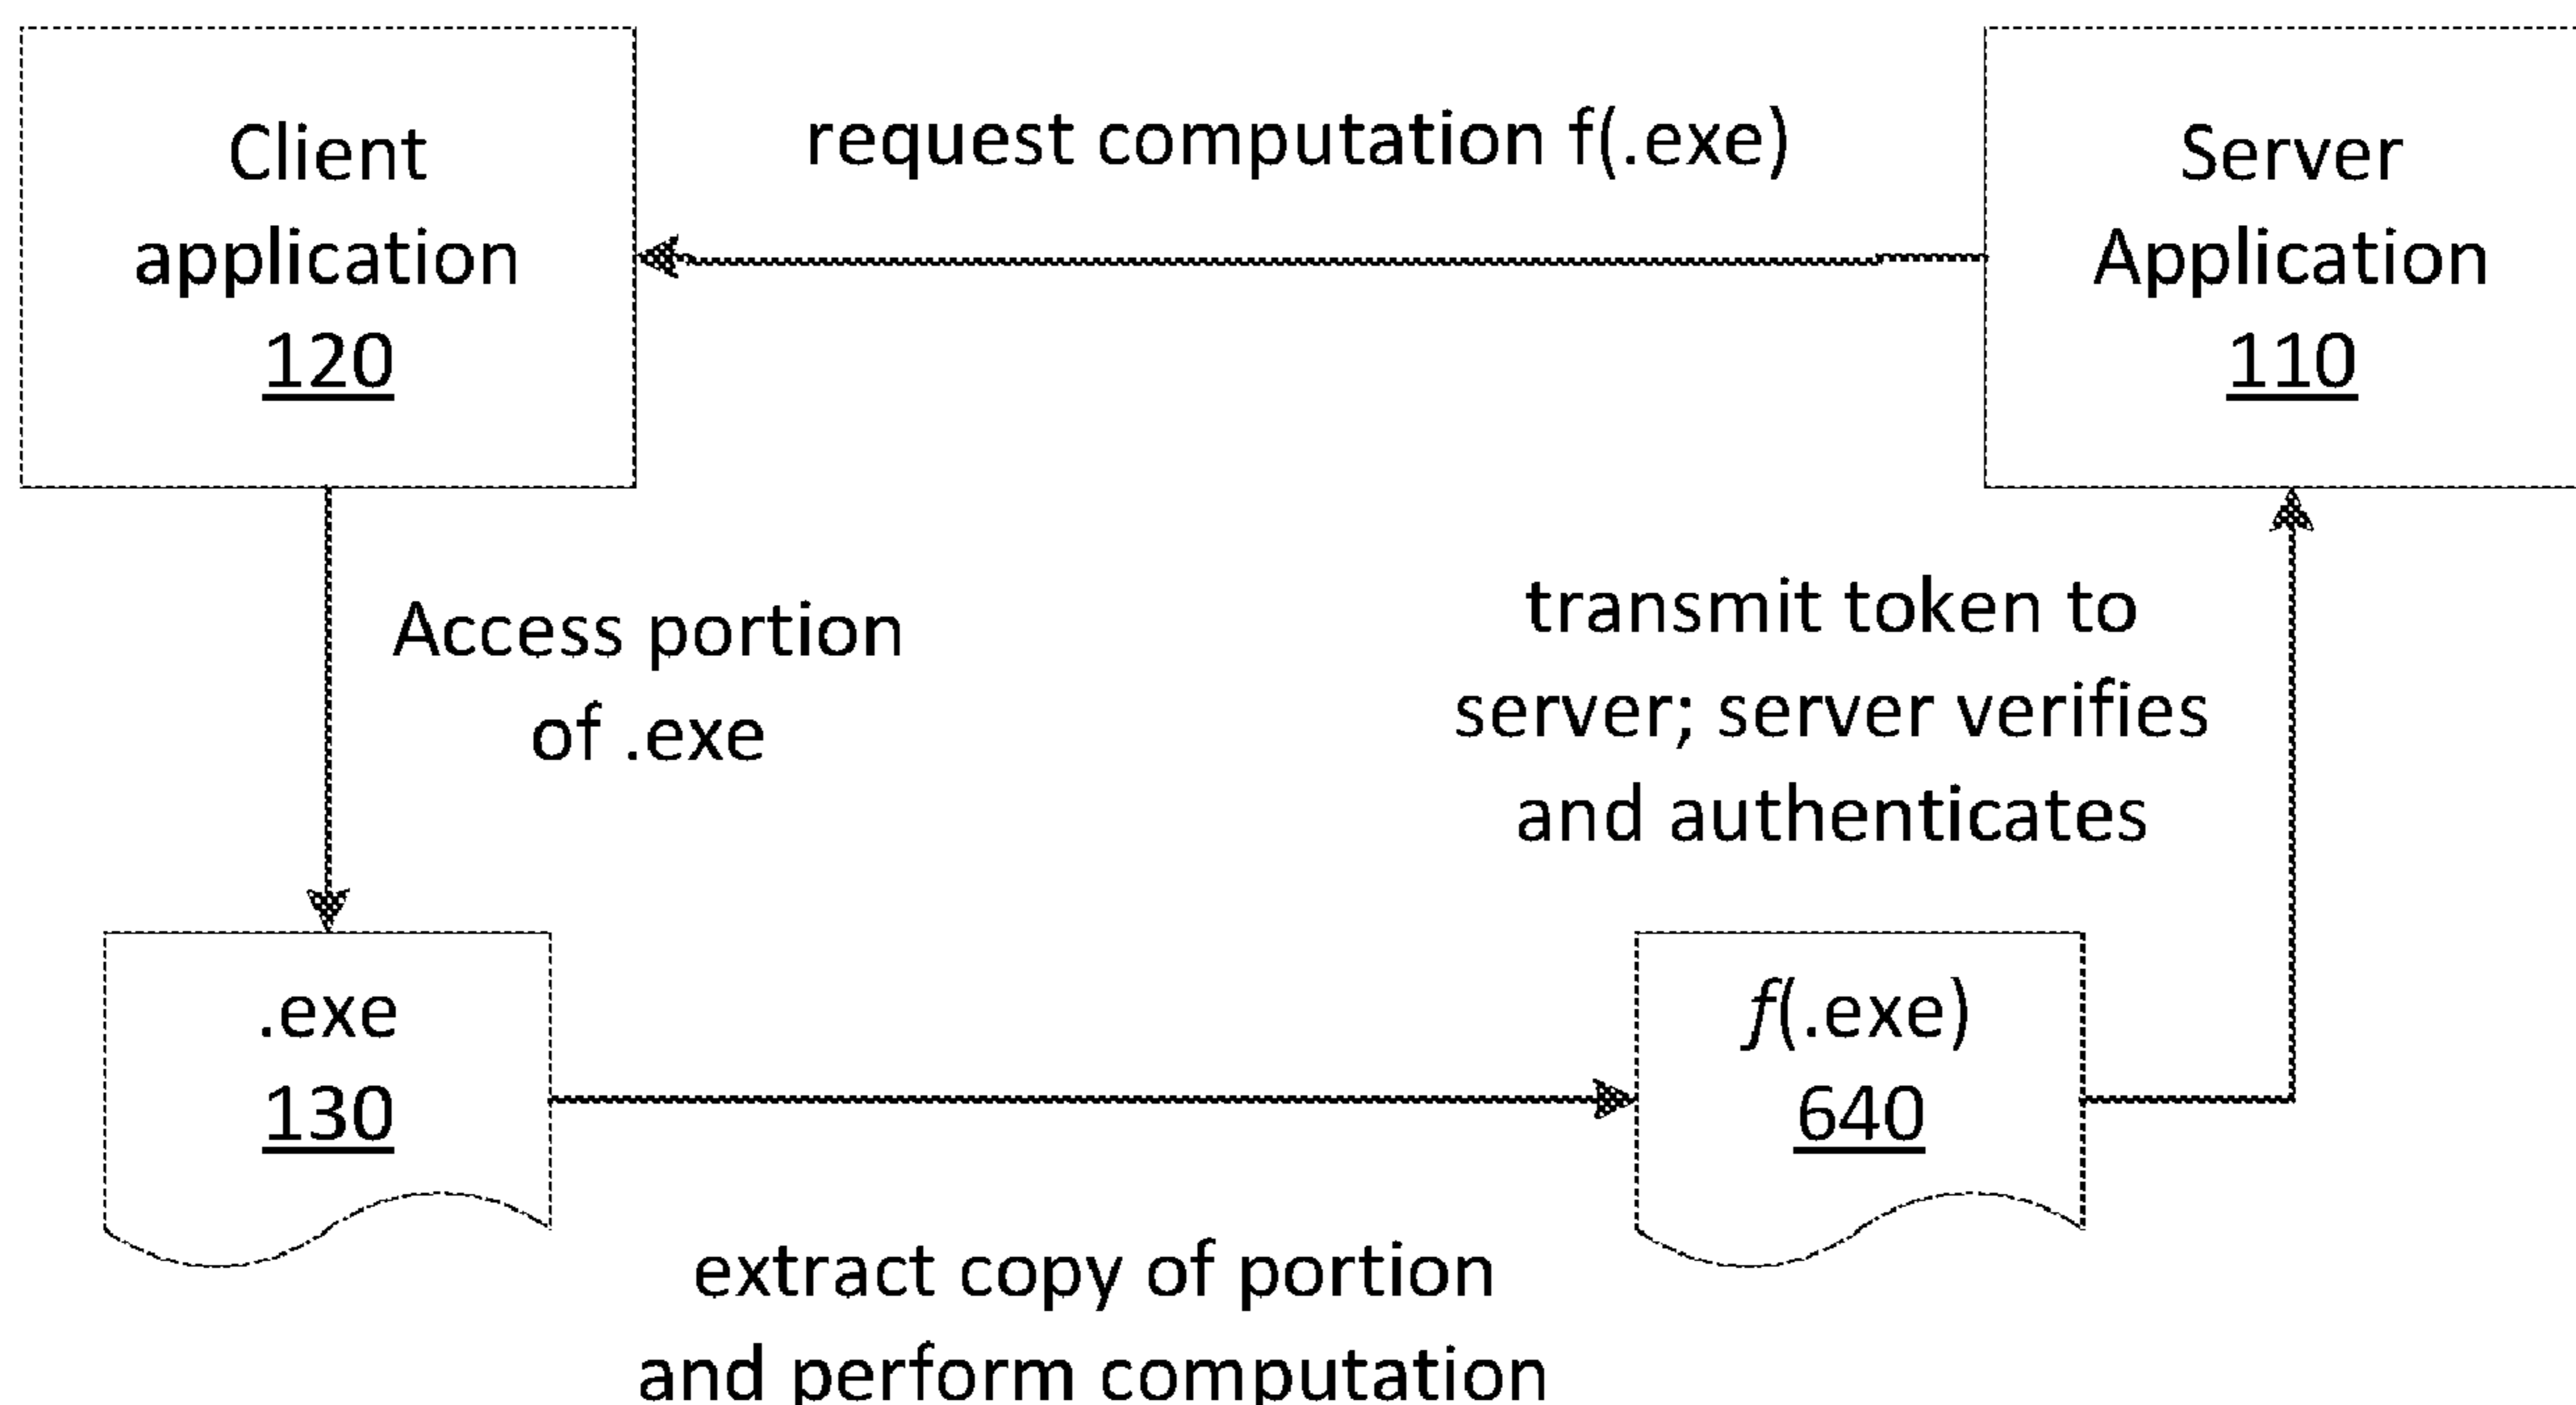 Client
application
120
request computation f(.exe)
Server
Application
110
Access portion
of .exe
transmit token to
server; server verifies
and authenticates
.exe
130
f(.exe)
640
extract copy of portion
and perform computation